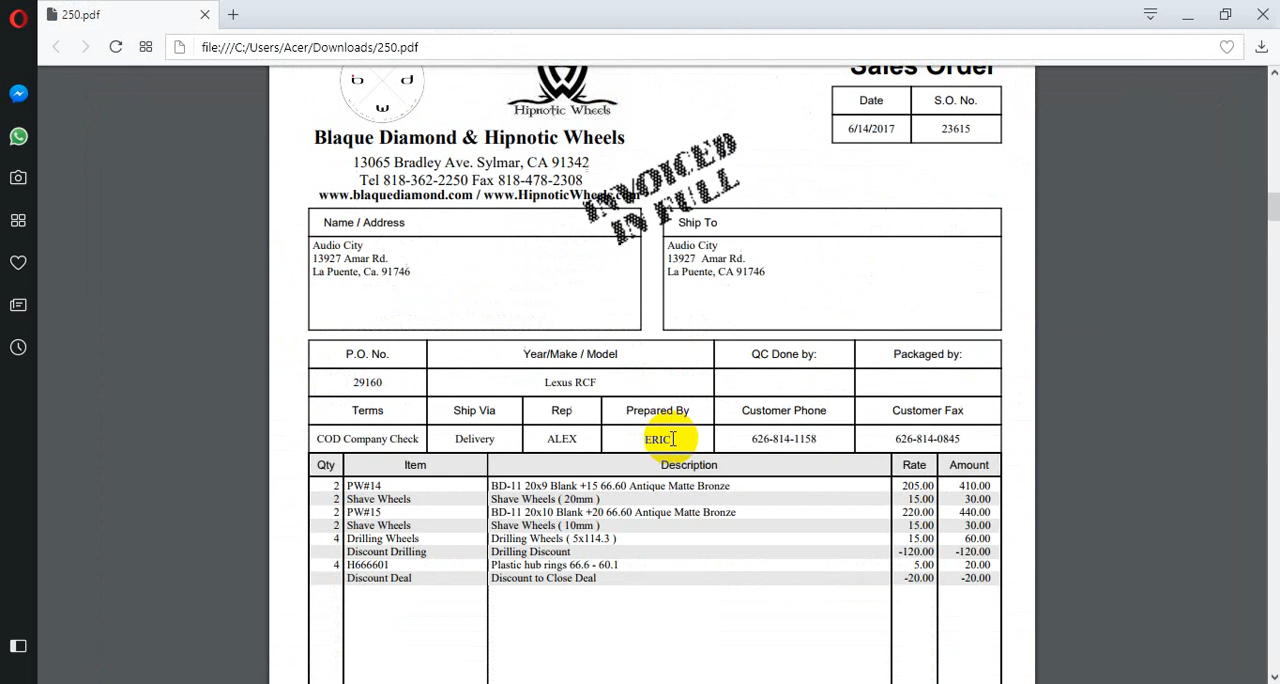 250.pdf
file:///C:/Users/Acer/Downloads/250.pdf
b d
w
Hipnotic Wheels
Sales Order
Date S.O. No.
6/14/2017 23615
Blaque Diamond & Hipnotic Wheels
13065 Bradley Ave. Sylmar, CA 91342
Tel 818-362-2250 Fax 818-478-2308
www.blaquediamond.com / www.HipnoticWheels.com
INVOICED
IN FULL
Name / Address
Audio City
13927 Amar Rd.
La Puente, Ca. 91746
Ship To
Audio City
13927 Amar Rd.
La Puente, CA 91746
P.O. No. Year/Make / Model QC Done by: Packaged by:
29160 Lexus RCF
Terms Ship Via Rep Prepared By Customer Phone Customer Fax
COD Company Check Delivery ALEX ERIC 626-814-1158 626-814-0845
Qty Item Description Rate Amount
2 PW#14 BD-11 20x9 Blank +15 66.60 Antique Matte Bronze 205.00 410.00
2 Shave Wheels Shave Wheels ( 20mm ) 15.00 30.00
2 PW#15 BD-11 20x10 Blank +20 66.60 Antique Matte Bronze 220.00 440.00
2 Shave Wheels Shave Wheels ( 10mm ) 15.00 30.00
4 Drilling Wheels Drilling Wheels ( 5x114.3 ) 15.00 60.00
Discount Drilling Drilling Discount -120.00 -120.00
4 H666601 Plastic hub rings 66.6 - 60.1 5.00 20.00
Discount Deal Discount to Close Deal -20.00 -20.00